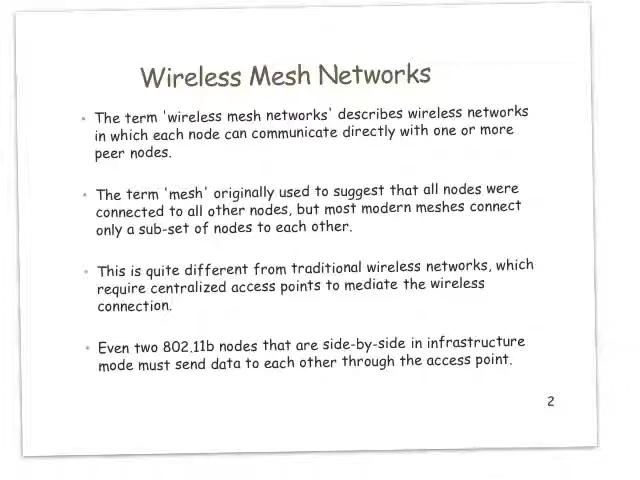 Wireless Mesh Networks
• The term 'wireless mesh networks' describes wireless networks
in which each node can communicate directly with one or more
peer nodes.
• The term 'mesh' originally used to suggest that all nodes were
connected to all other nodes, but most modern meshes connect
only a sub-set of nodes to each other.
• This is quite different from traditional wireless networks, which
require centralized access points to mediate the wireless
connection.
• Even two 802.11b nodes that are side-by-side in infrastructure
mode must send data to each other through the access point.
2